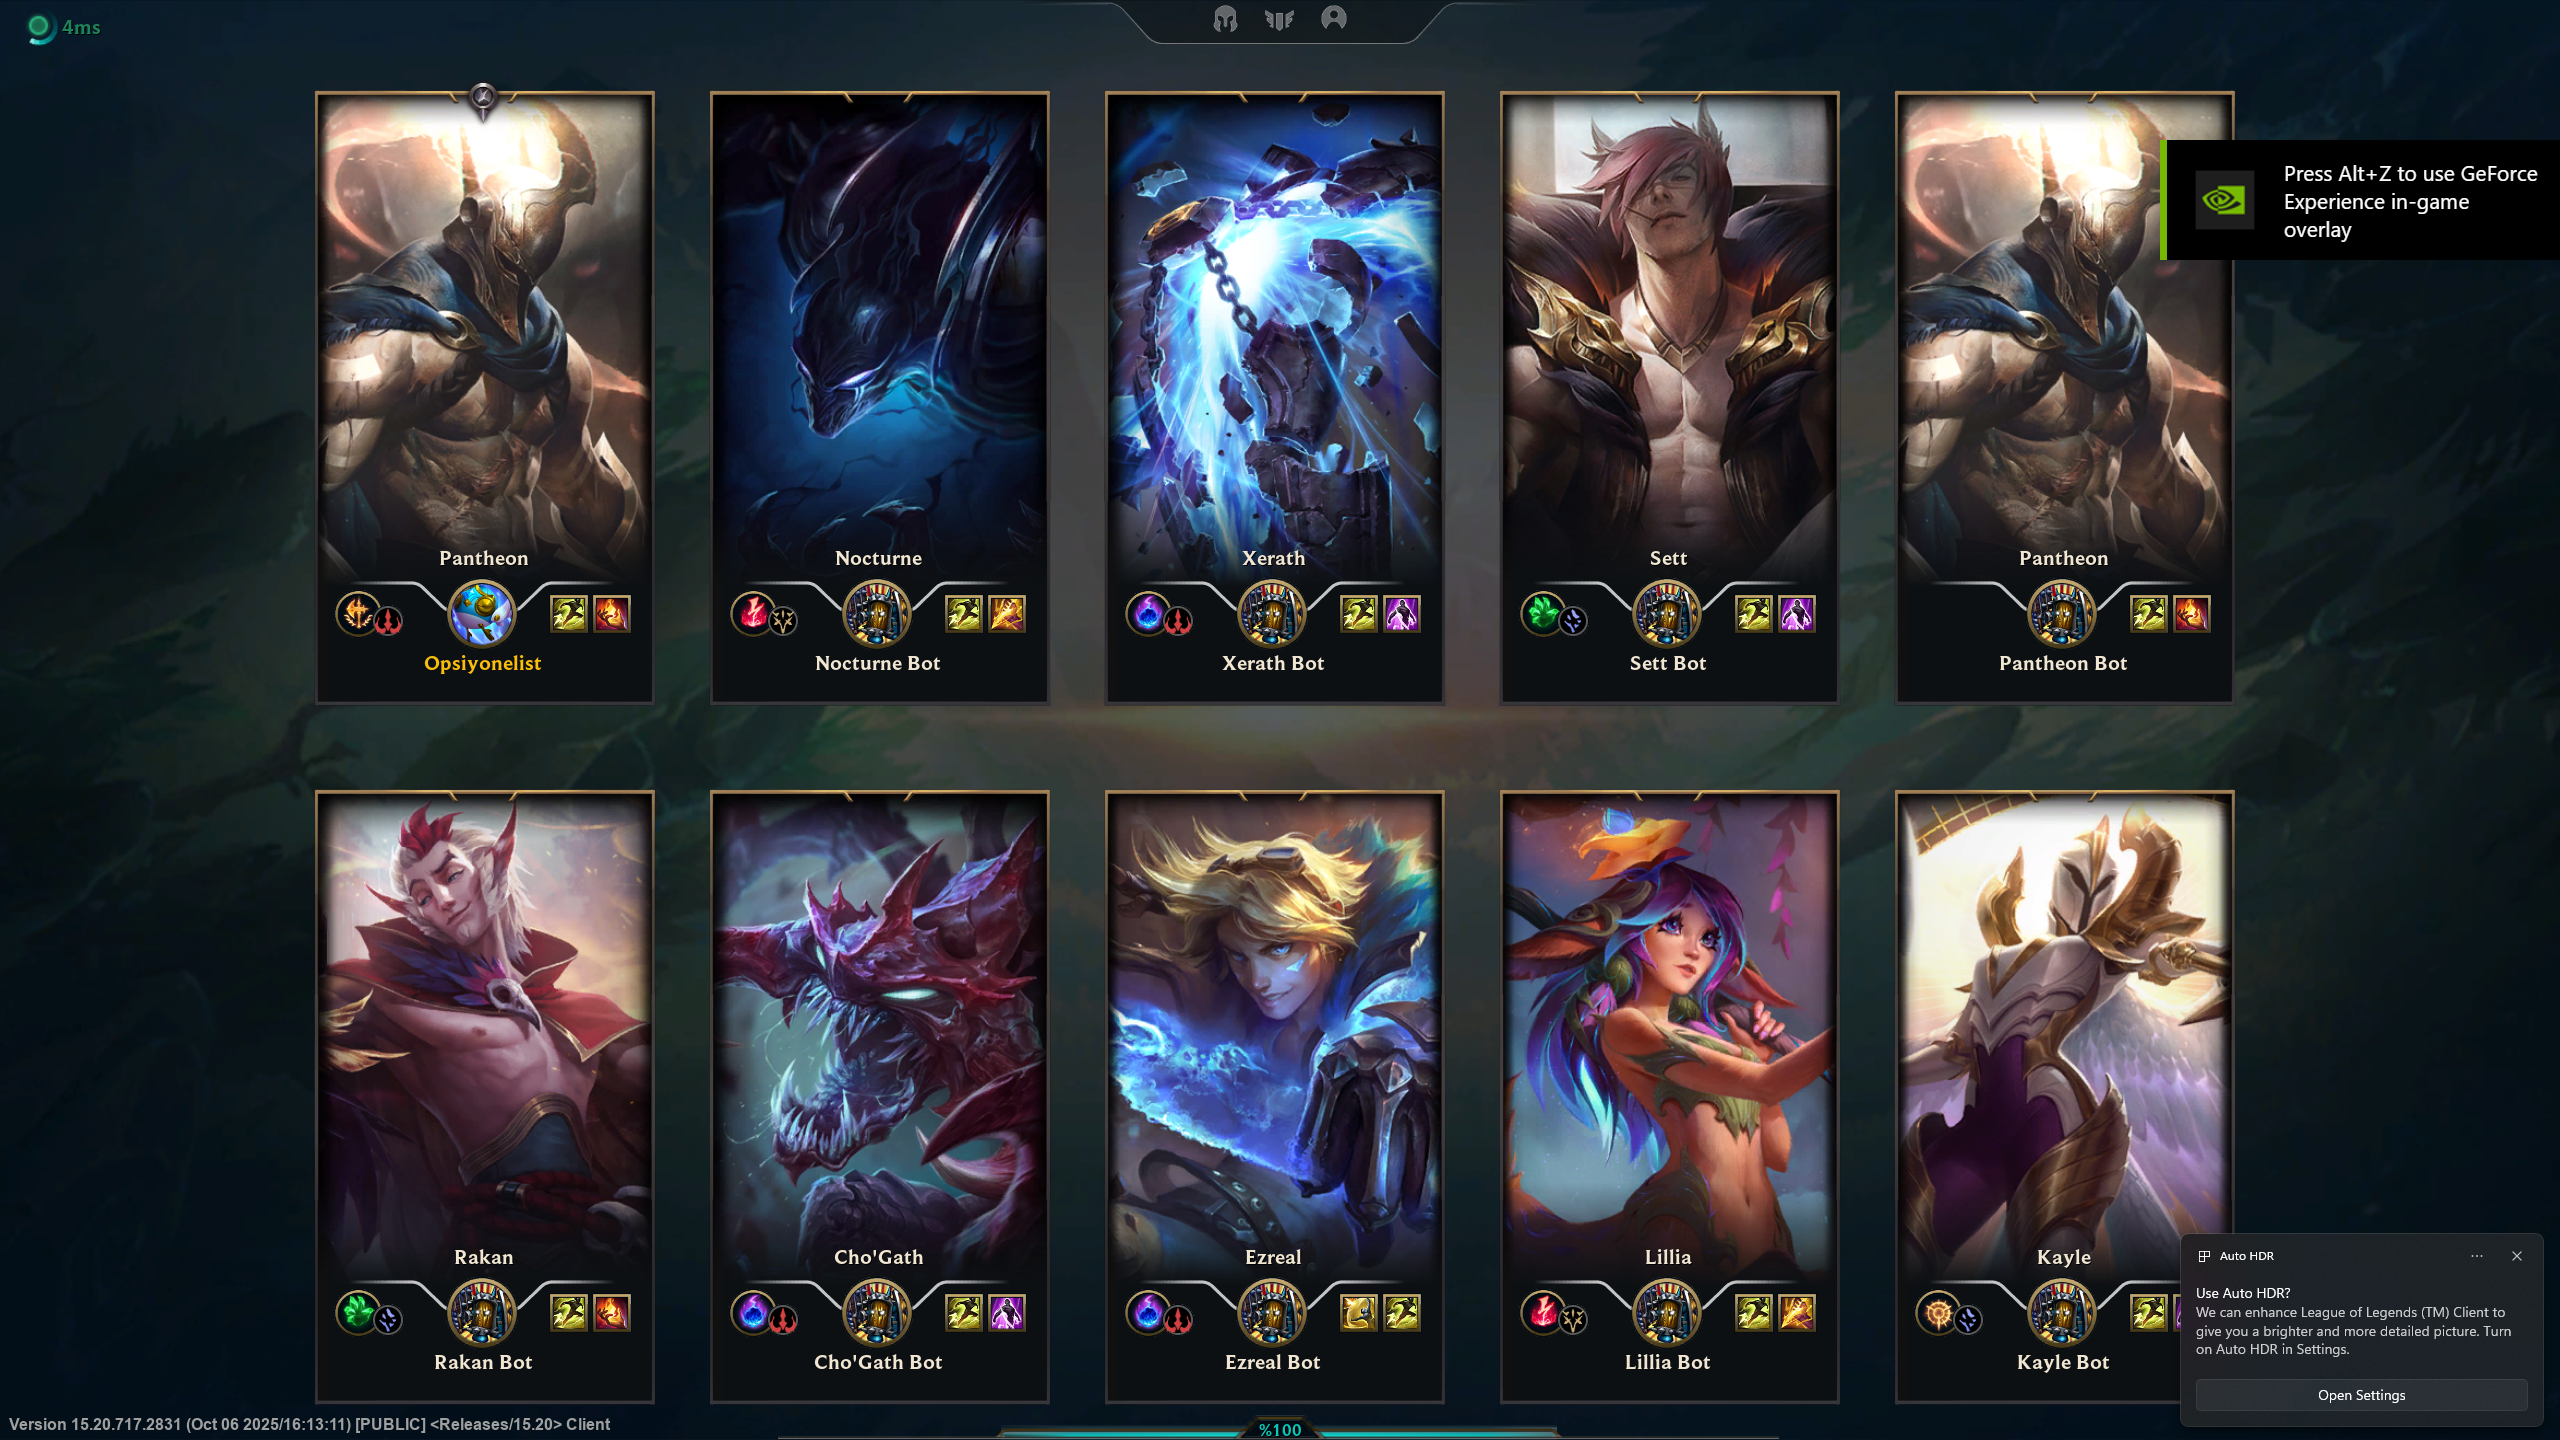 4ms
Press Alt+Z to use GeForce
Experience in-game
overlay
Pantheon
Opsiyonelist
Nocturne
Nocturne Bot
Xerath
Xerath Bot
Sett
Sett Bot
Pantheon
Pantheon Bot
Rakan
Rakan Bot
Cho'Gath
Cho'Gath Bot
Ezreal
Ezreal Bot
Lillia
Lillia Bot
Kayle
Kayle Bot
Auto HDR
Use Auto HDR?
We can enhance League of Legends (TM) Client to
give you a brighter and more detailed picture. Turn
on Auto HDR in Settings.
Open Settings
Version 15.20.717.2831 (Oct 06 2025/16:13:11) [PUBLIC] <Releases/15.20> Client
%100